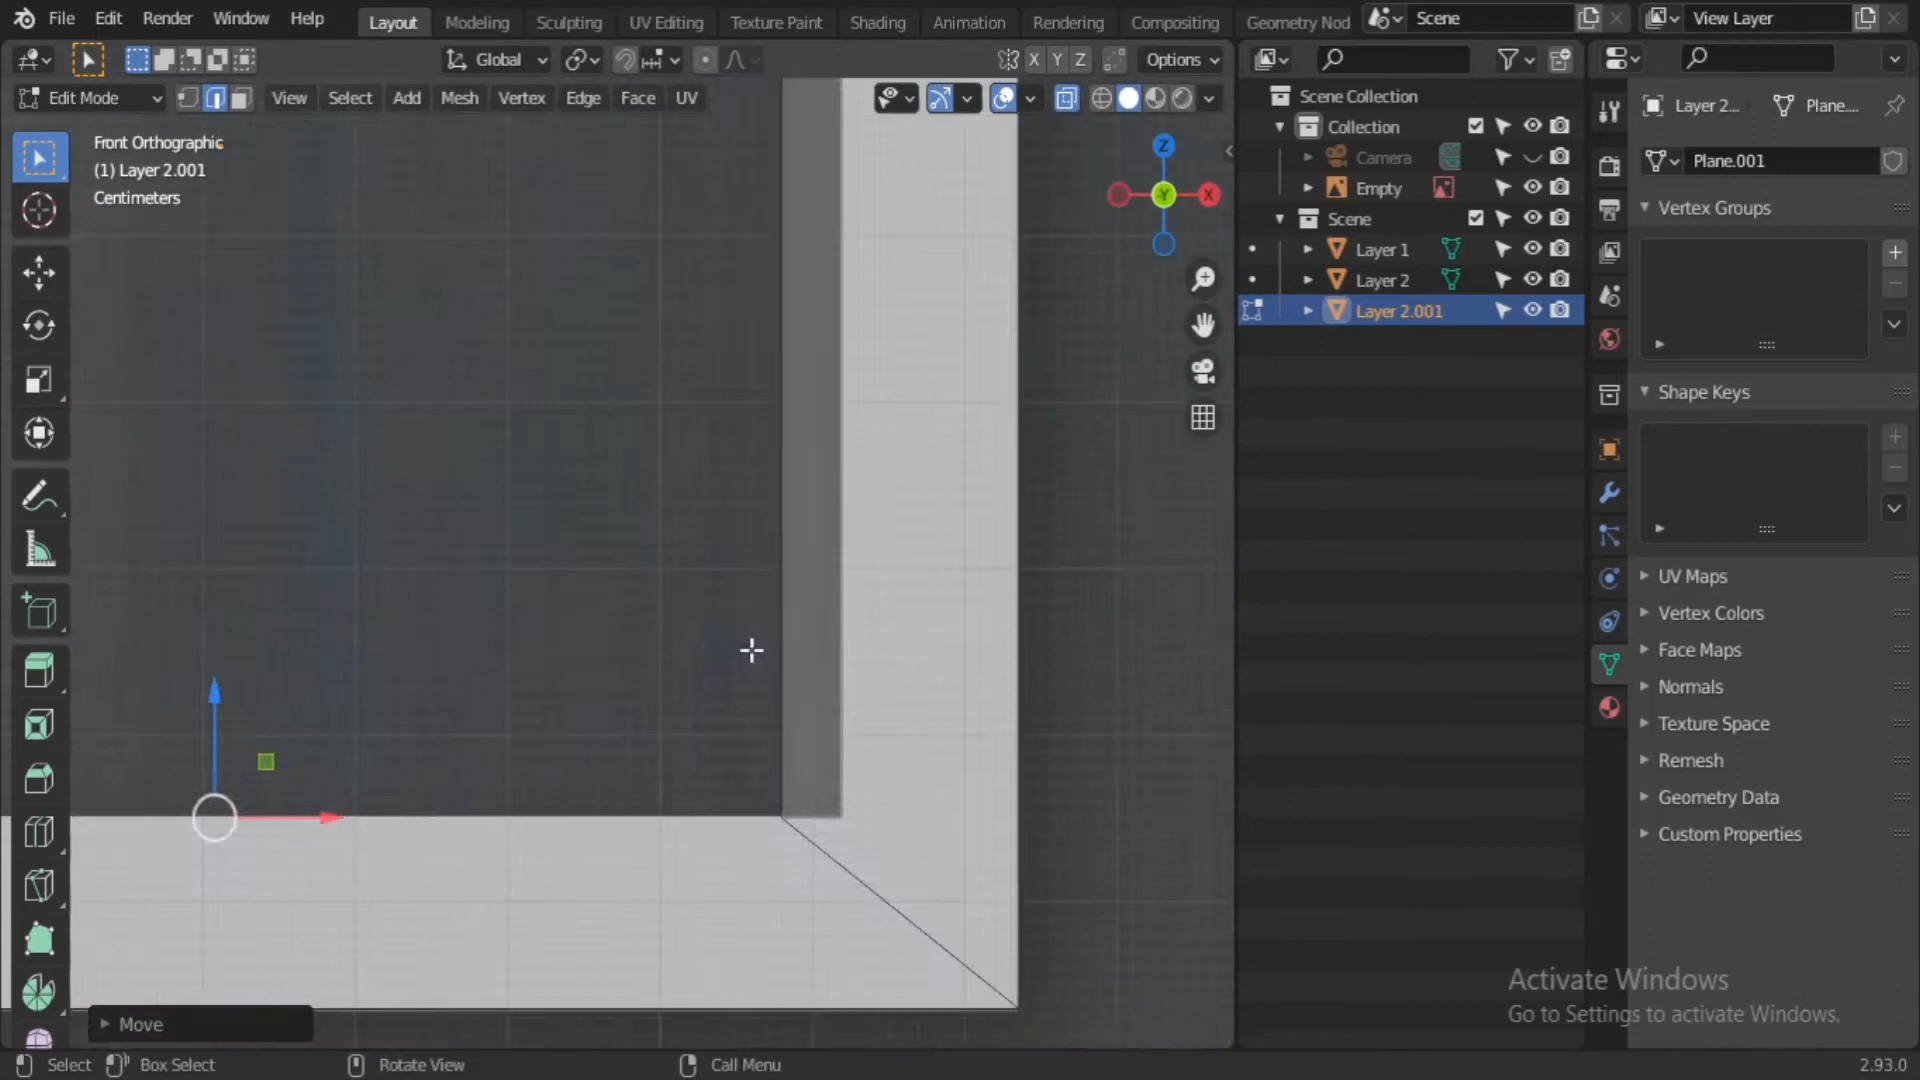 File Edit Render Window Help Layout Modeling Sculpting UV Editing Texture Paint Shading Animation Rendering Compositing Geometry Nod Scene View Layer
Global X Y Z Options
Edit Mode View Select Add Mesh Vertex Edge Face UV
Front Orthographic
(1) Layer 2.001
Centimeters
Z
Y
X
Move
Scene Collection
Collection
Camera
Empty
Scene
Layer 1
Layer 2
Layer 2.001
Layer 2... Plane....
Plane.001
Vertex Groups
Shape Keys
UV Maps
Vertex Colors
Face Maps
Normals
Texture Space
Remesh
Geometry Data
Custom Properties
Activate Windows
Go to Settings to activate Windows.
Select Box Select Rotate View Call Menu 2.93.0